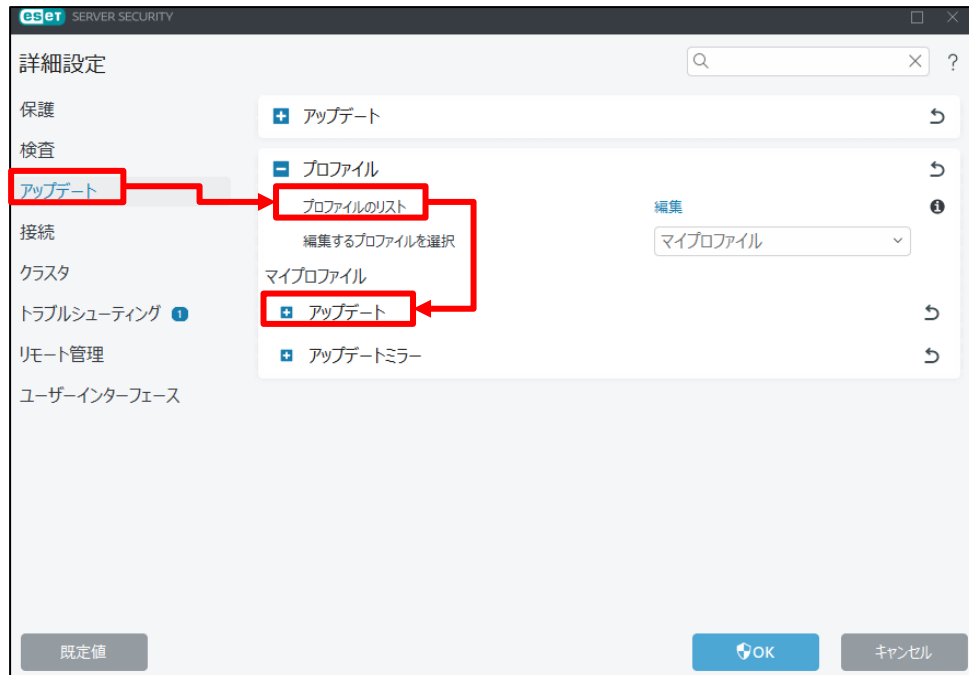 eset SERVER SECURITY
詳細設定
?
保護
検査
アップデート
接続
クラスタ
トラブルシューティング 1
リモート管理
ユーザーインターフェース
アップデート
プロファイル
プロファイルのリスト 編集
編集するプロファイルを選択 マイプロファイル
マイプロファイル
アップデート
アップデートミラー
既定値 OK キャンセル